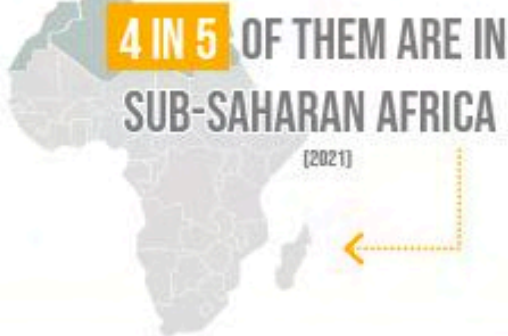 4 IN 5 OF THEM ARE IN
SUB-SAHARAN AFRICA
(2021)